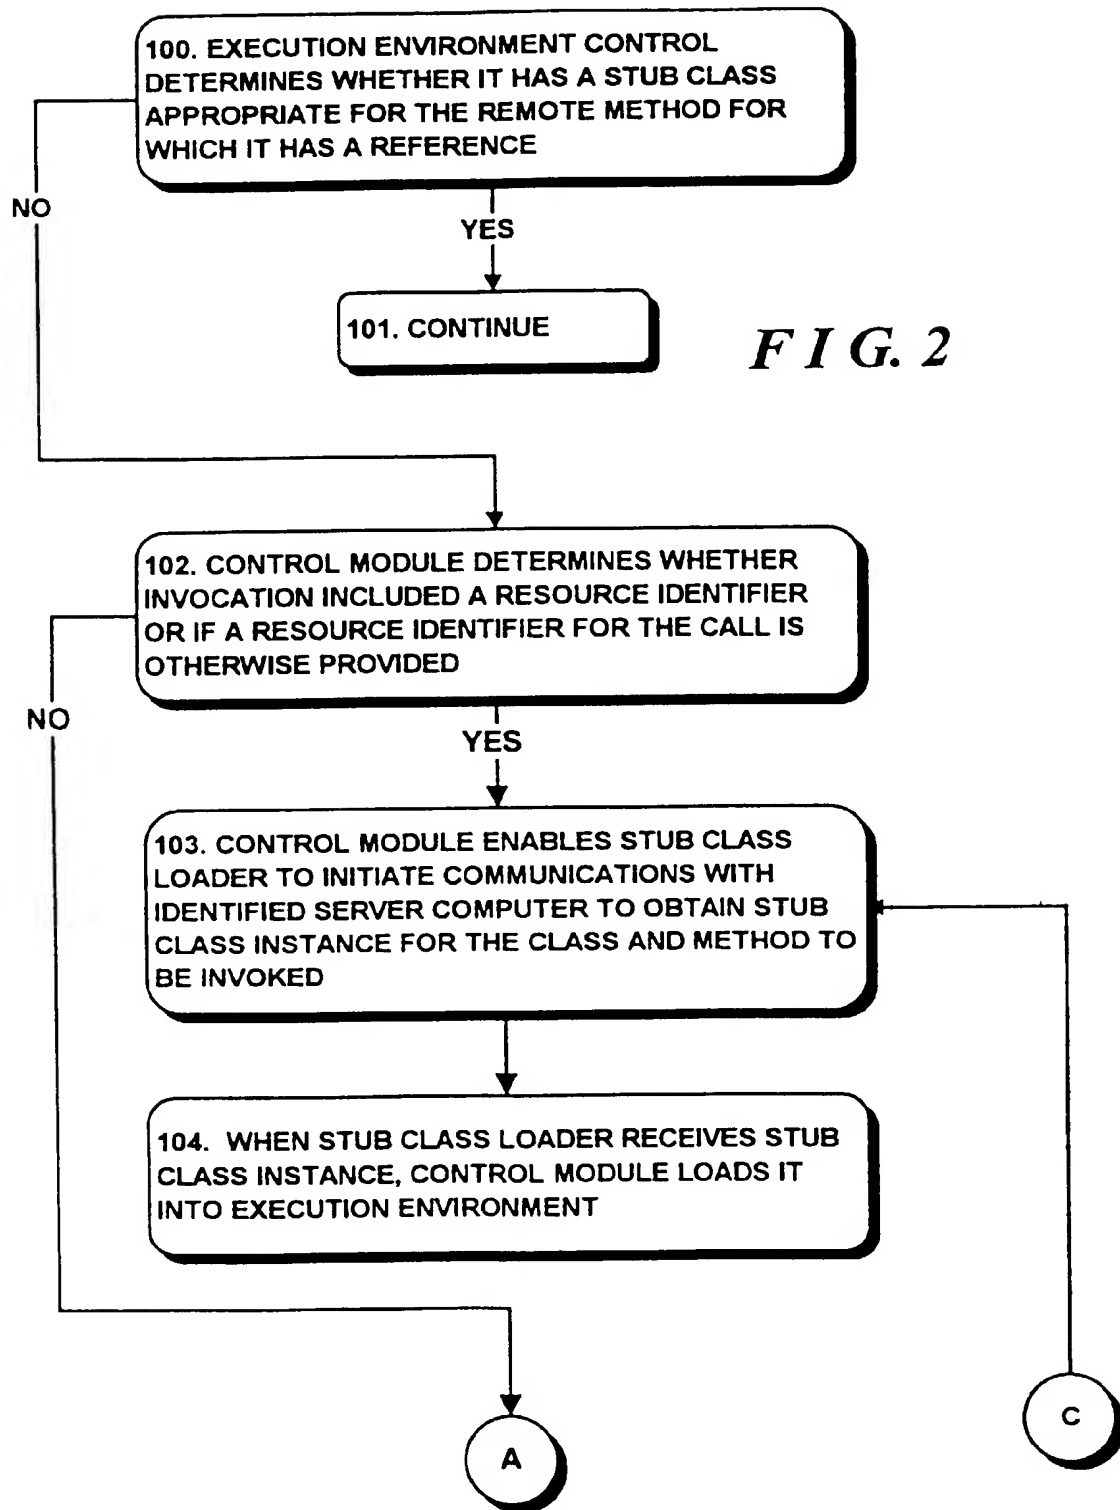 100. EXECUTION ENVIRONMENT CONTROL
DETERMINES WHETHER IT HAS A STUB CLASS
APPROPRIATE FOR THE REMOTE METHOD FOR
WHICH IT HAS A REFERENCE
NO
YES
101. CONTINUE
FIG. 2
102. CONTROL MODULE DETERMINES WHETHER
INVOCATION INCLUDED A RESOURCE IDENTIFIER
OR IF A RESOURCE IDENTIFIER FOR THE CALL IS
OTHERWISE PROVIDED
NO
YES
103. CONTROL MODULE ENABLES STUB CLASS
LOADER TO INITIATE COMMUNICATIONS WITH
IDENTIFIED SERVER COMPUTER TO OBTAIN STUB
CLASS INSTANCE FOR THE CLASS AND METHOD TO
BE INVOKED
104. WHEN STUB CLASS LOADER RECEIVES STUB
CLASS INSTANCE, CONTROL MODULE LOADS IT
INTO EXECUTION ENVIRONMENT
C
A